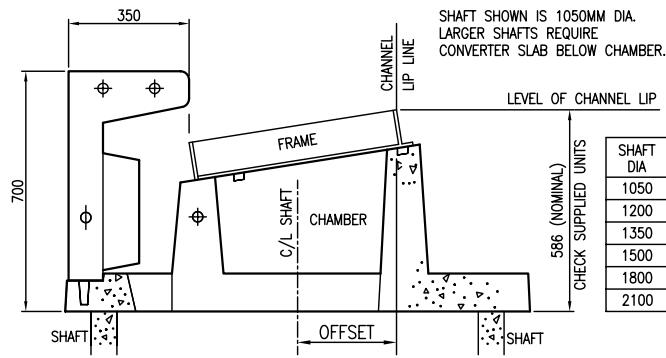 350
SHAFT SHOWN IS 1050MM DIA.
LARGER SHAFTS REQUIRE
CONVERTER SLAB BELOW CHAMBER.
CHANNEL
LIP LINE
LEVEL OF CHANNEL LIP
FRAME
700
C/L SHAFT
CHAMBER
586 (NOMINAL)
CHECK SUPPLIED UNITS
SHAFT
DIA
1050
1200
1350
1500
1800
2100
SHAFT
OFFSET
SHAFT